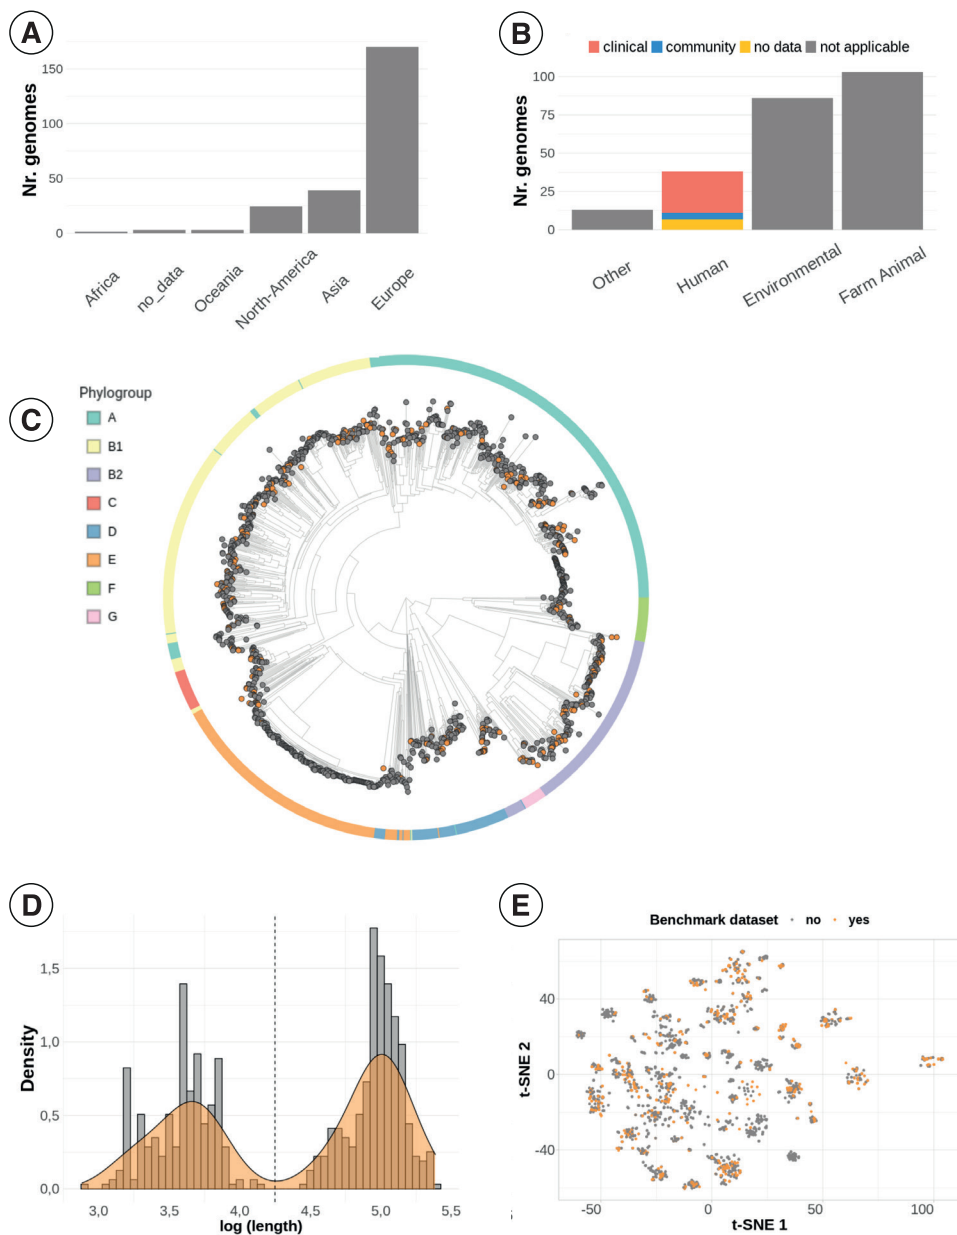 A
Nr. genomes
150
100
50
0
Africa
no_data
Oceania
North-America
Asia
Europe
B
clinical community no data not applicable
Nr. genomes
100
75
50
25
0
Other
Human
Environmental
Farm Animal
C
Phylogroup
A
B1
B2
C
D
E
F
G
D
Density
1,5
1,0
0,5
0,0
3,0 3,5 4,0 4,5 5,0 5,5
log (length)
E
Benchmark dataset no yes
t-SNE 2
40
0
-40
-50 0 50 100
t-SNE 1